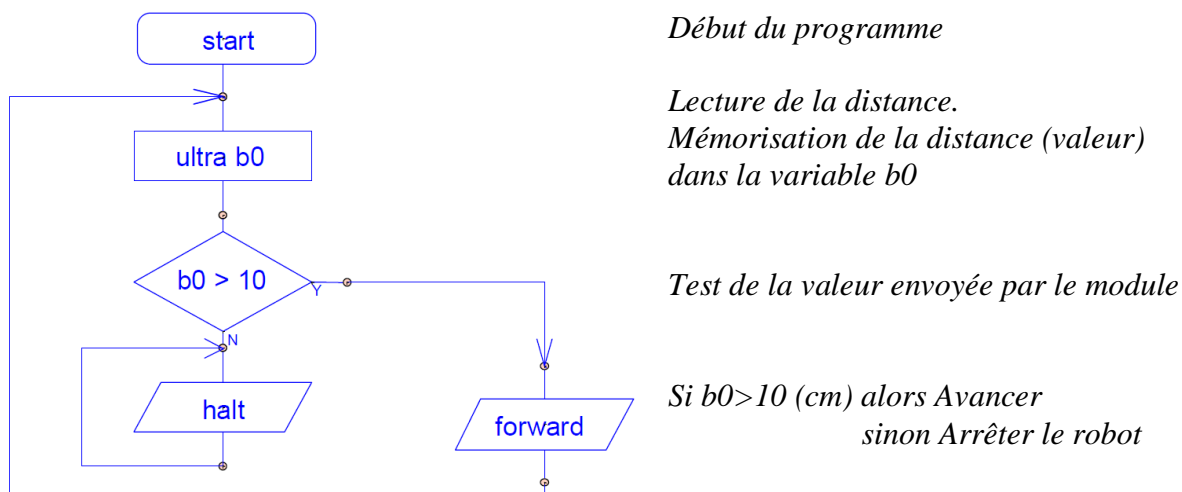 start
Début du programme
Lecture de la distance.
ultra b0
Mémorisation de la distance (valeur)
dans la variable b0
b0 > 10
Y
Test de la valeur envoyée par le module
N
halt
forward
Si b0>10 (cm) alors Avancer
sinon Arrêter le robot